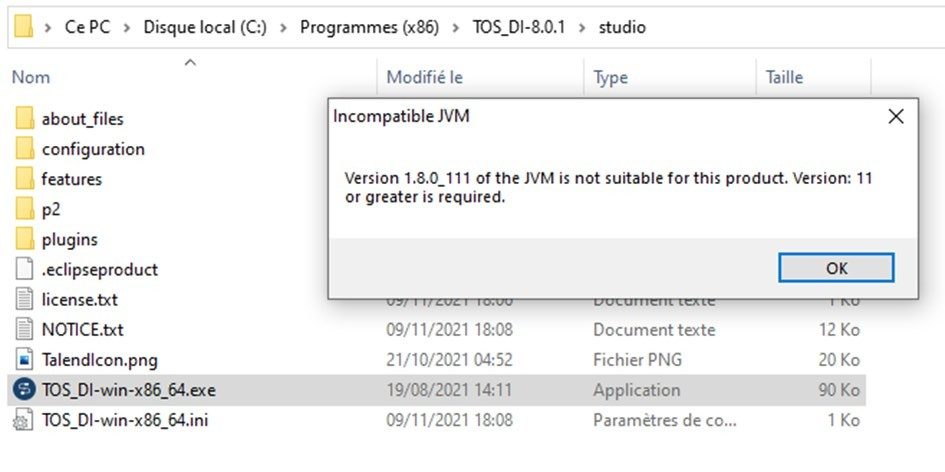 Ce PC > Disque local (C:) > Programmes (x86) > TOS_DI-8.0.1 > studio
Nom Modifié le Type Taille
about_files
configuration
features
p2
plugins
.eclipseproduct
Incompatible JVM
Version 1.8.0_111 of the JVM is not suitable for this product. Version: 11
or greater is required.
OK
license.txt 09/11/2021 18:08 Document texte 1 Ko
NOTICE.txt 09/11/2021 18:08 Document texte 12 Ko
TalendIcon.png 21/10/2021 04:52 Fichier PNG 20 Ko
TOS_DI-win-x86_64.exe 19/08/2021 14:11 Application 90 Ko
TOS_DI-win-x86_64.ini 09/11/2021 18:08 Paramètres de co... 1 Ko